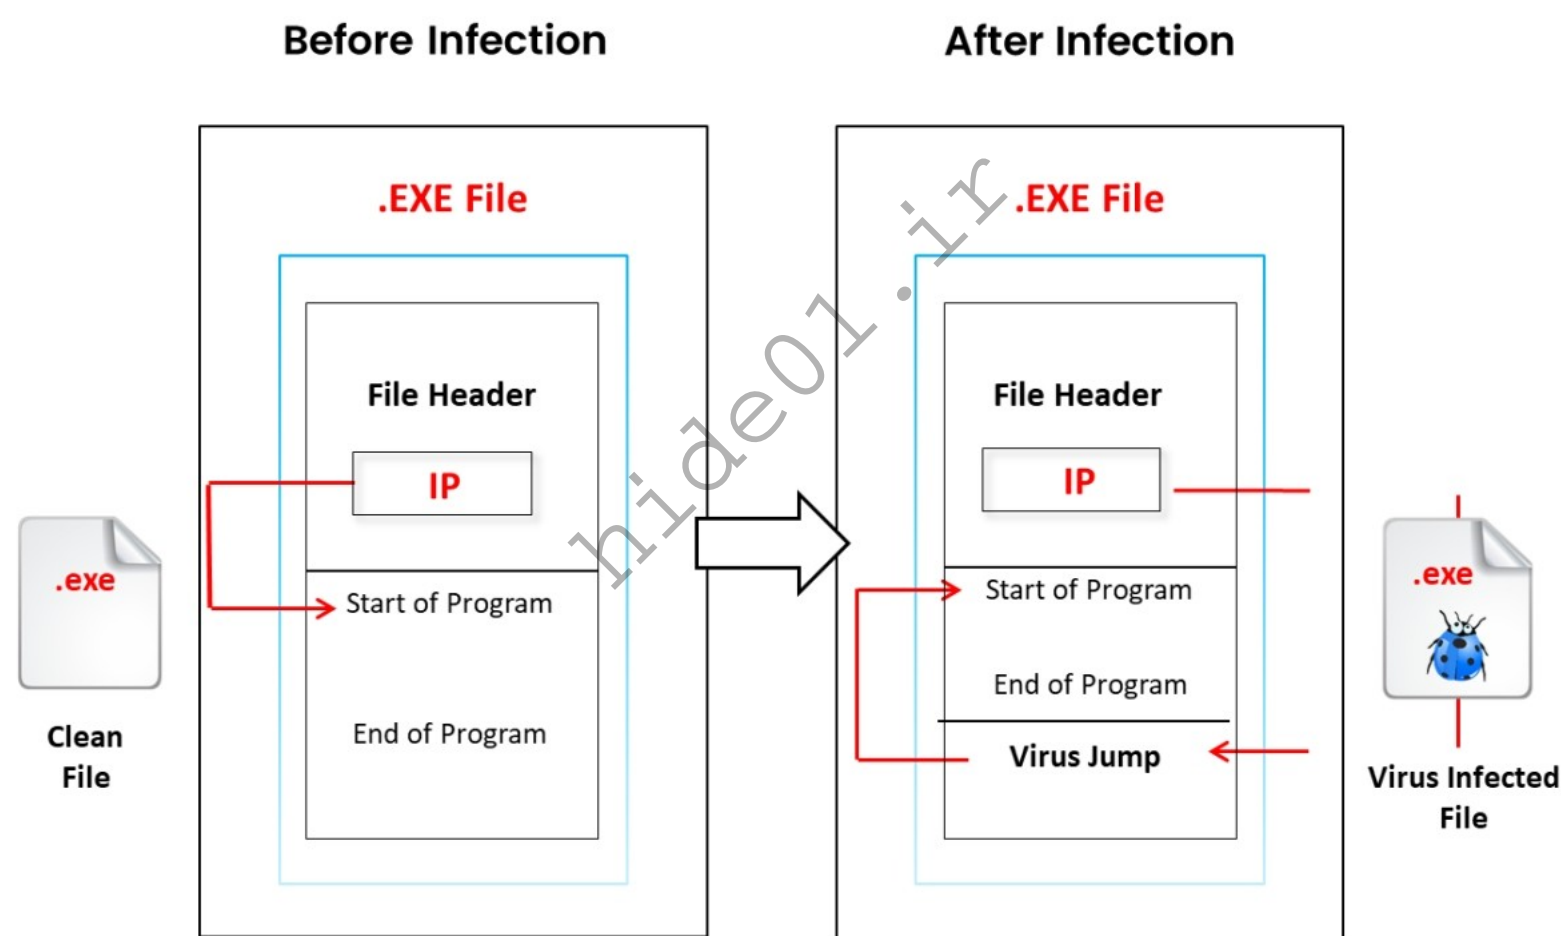 Before Infection
After Infection
.EXE File
File Header
IP
Start of Program
End of Program
.exe
Clean
File
.EXE File
File Header
IP
Start of Program
End of Program
Virus Jump
.exe
Virus Infected
File
hide01.ir